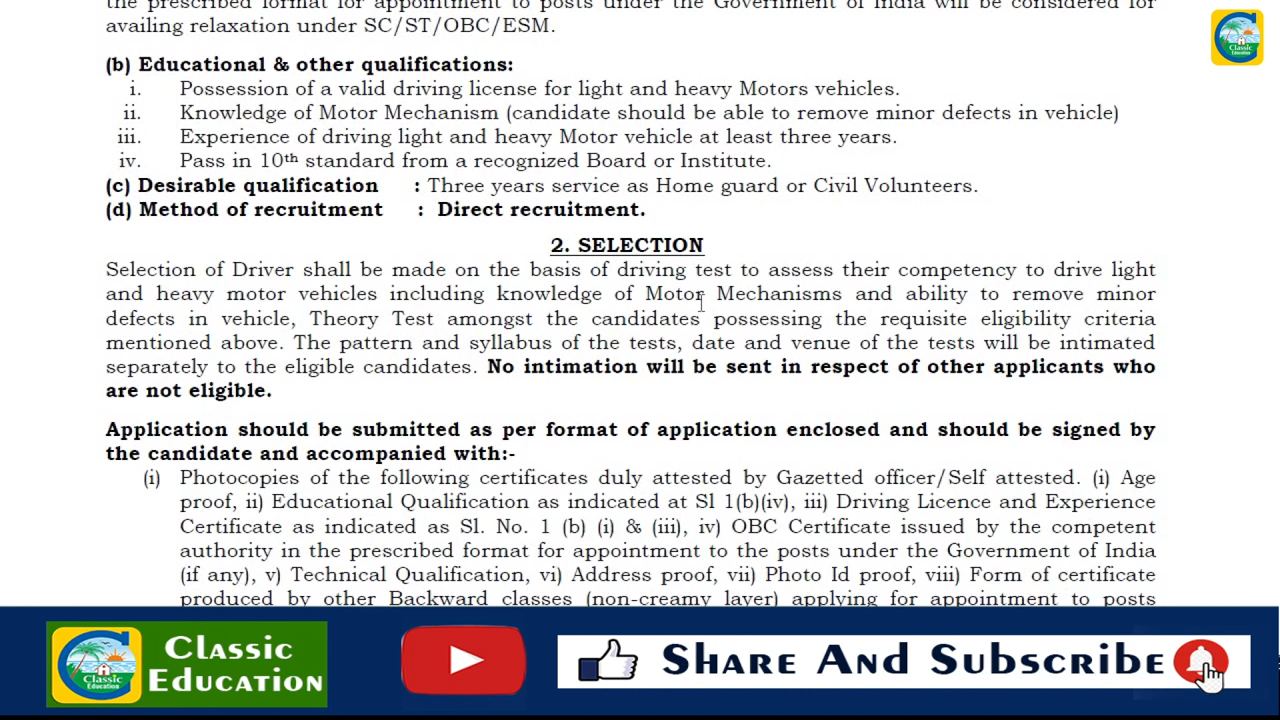 the prescribed format for appointment to posts under the Government of India will be considered for
availing relaxation under SC/ST/OBC/ESM.
Classic
Education
(b) Educational & other qualifications:
i. Possession of a valid driving license for light and heavy Motors vehicles.
ii. Knowledge of Motor Mechanism (candidate should be able to remove minor defects in vehicle)
iii. Experience of driving light and heavy Motor vehicle at least three years.
iv. Pass in 10th standard from a recognized Board or Institute.
(c) Desirable qualification : Three years service as Home guard or Civil Volunteers.
(d) Method of recruitment : Direct recruitment.
2. SELECTION
Selection of Driver shall be made on the basis of driving test to assess their competency to drive light
and heavy motor vehicles including knowledge of Motor Mechanisms and ability to remove minor
defects in vehicle, Theory Test amongst the candidates possessing the requisite eligibility criteria
mentioned above. The pattern and syllabus of the tests, date and venue of the tests will be intimated
separately to the eligible candidates. No intimation will be sent in respect of other applicants who
are not eligible.
Application should be submitted as per format of application enclosed and should be signed by
the candidate and accompanied with:-
(i) Photocopies of the following certificates duly attested by Gazetted officer/Self attested. (i) Age
proof, ii) Educational Qualification as indicated at Sl 1(b)(iv), iii) Driving Licence and Experience
Certificate as indicated as Sl. No. 1 (b) (i) & (iii), iv) OBC Certificate issued by the competent
authority in the prescribed format for appointment to the posts under the Government of India
(if any), v) Technical Qualification, vi) Address proof, vii) Photo Id proof, viii) Form of certificate
produced by other Backward classes (non-creamy layer) applying for appointment to posts
Classic
Education
Classic
Education
Share And Subscribe